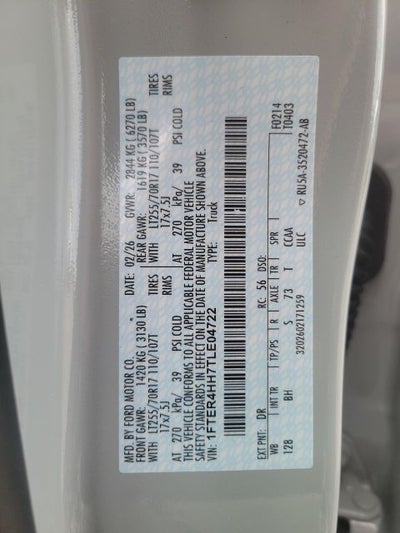 MFD. BY FORD MOTOR CO.
DATE: 02/26 GVWR: 2844 KG ( 6270 LB)
FRONT GAWR: 1420 KG ( 3130 LB) REAR GAWR: 1619 KG ( 3570 LB)
WITH LT255/70R17 110/107T TIRES WITH LT255/70R17 110/107T TIRES
17x7.5J RIMS 17x7.5J RIMS
AT 270 kPa/ 39 PSI COLD AT 270 kPa/ 39 PSI COLD
THIS VEHICLE CONFORMS TO ALL APPLICABLE FEDERAL MOTOR VEHICLE
SAFETY STANDARDS IN EFFECT ON THE DATE OF MANUFACTURE SHOWN ABOVE.
VIN: 1FTER4HH7TLE04722
TYPE: Truck
F0214
T0403
EXT PNT: DR RC: 56 DSO:
WB INT TR TP/PS R AXLE TR SPR
128 BH S 73 T CCAA
ULC
3202602171259
▽ RU5A-3520472-AB